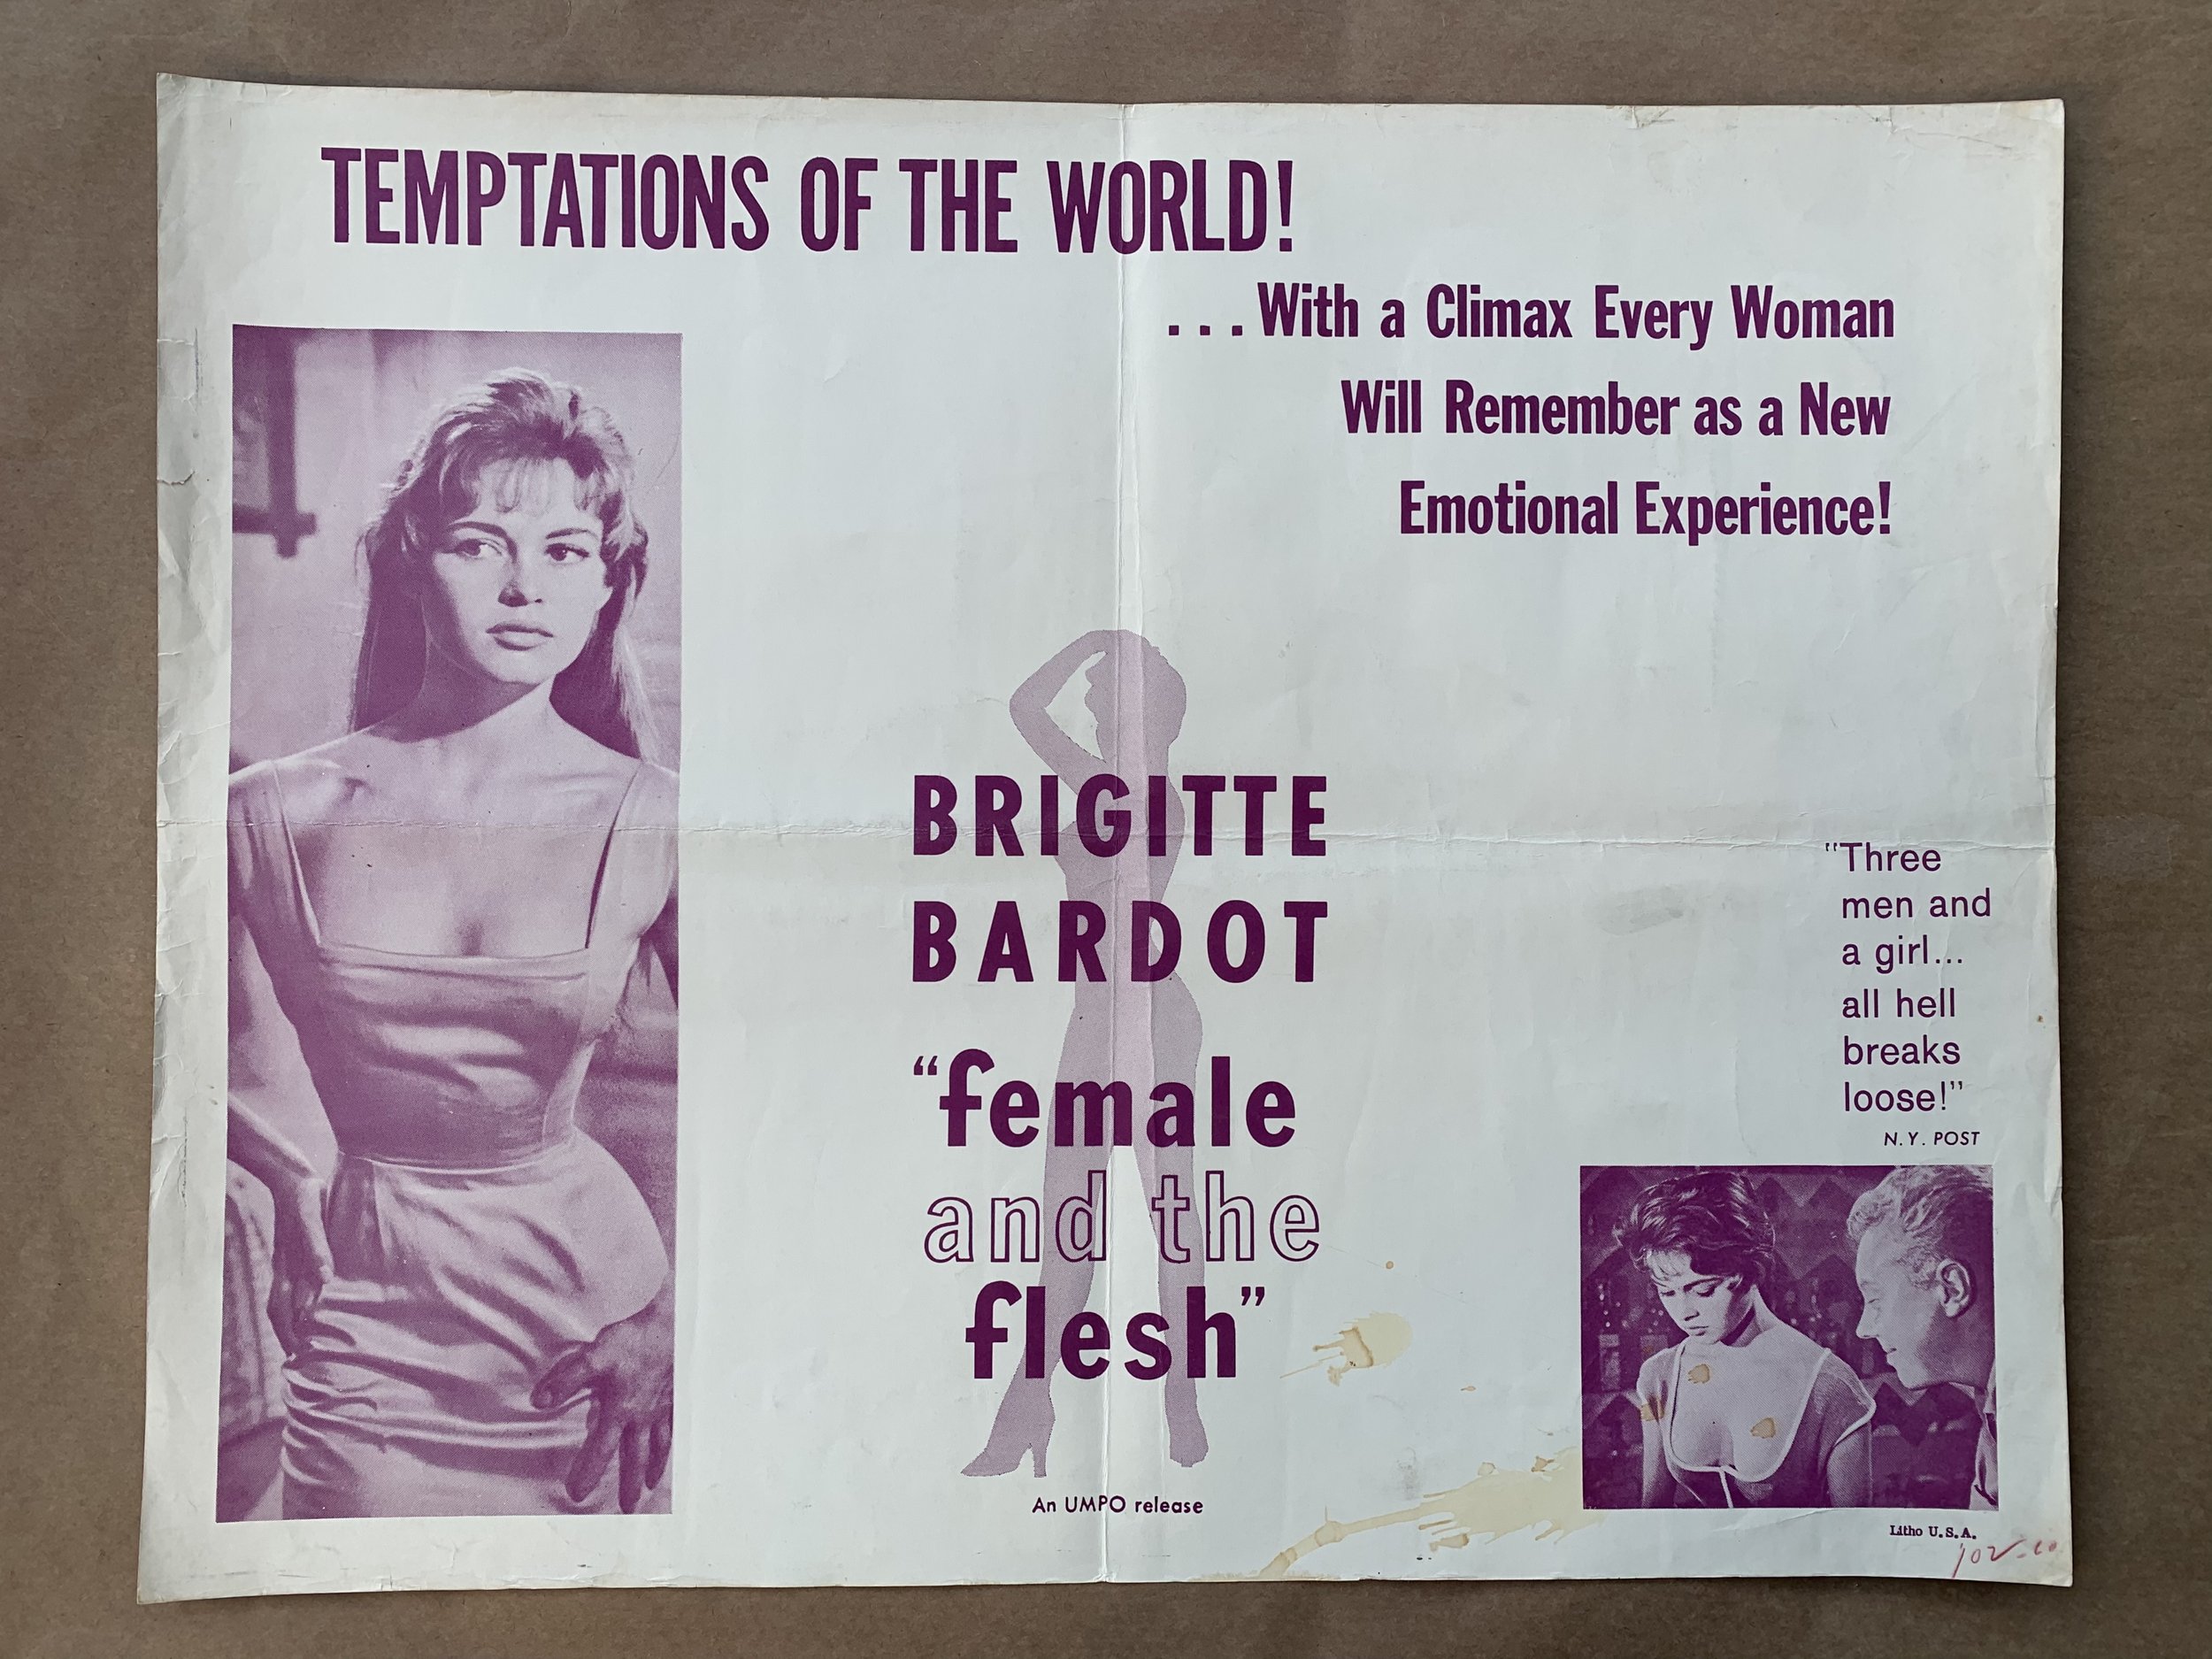 TEMPTATIONS OF THE WORLD!
...With a Climax Every Woman
Will Remember as a New
Emotional Experience!
BRIGITTE
BARDOT
"female
and the
flesh"
An UMPO release
"Three
men and
a girl...
all hell
breaks
loose!"
N.Y. POST
Litho U.S.A.